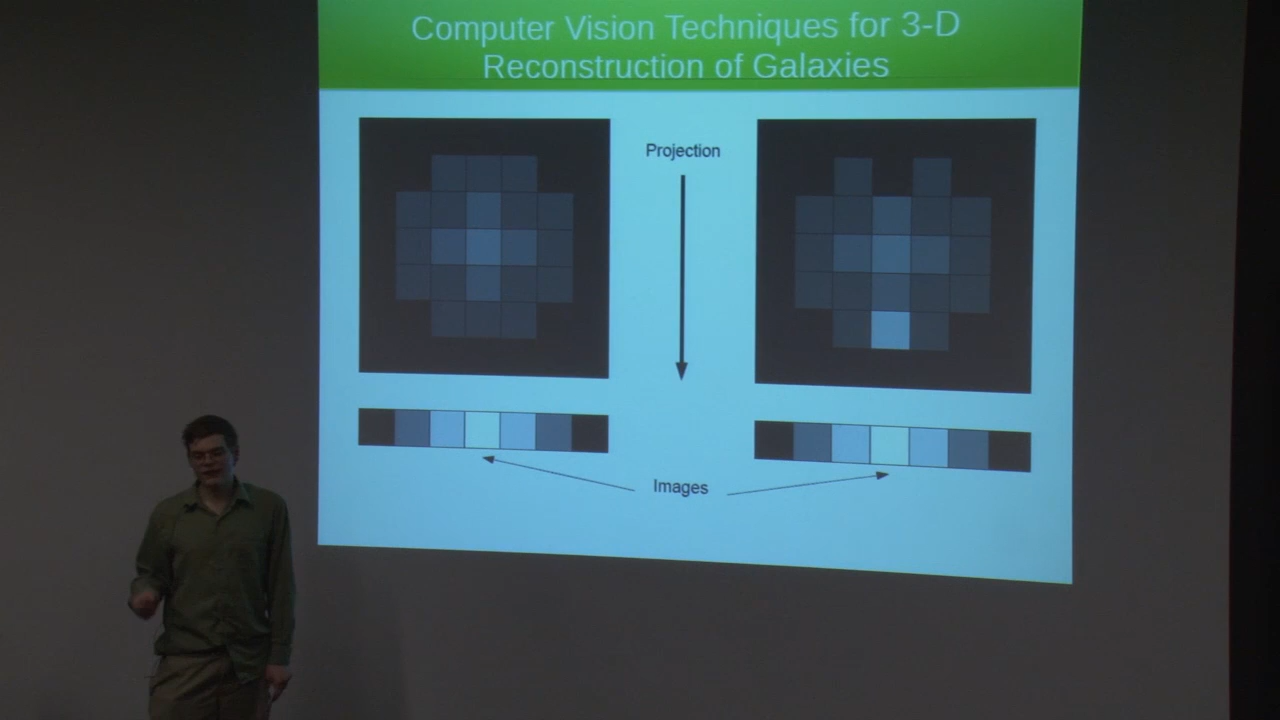 Computer Vision Techniques for 3-D
Reconstruction of Galaxies
Projection
Images